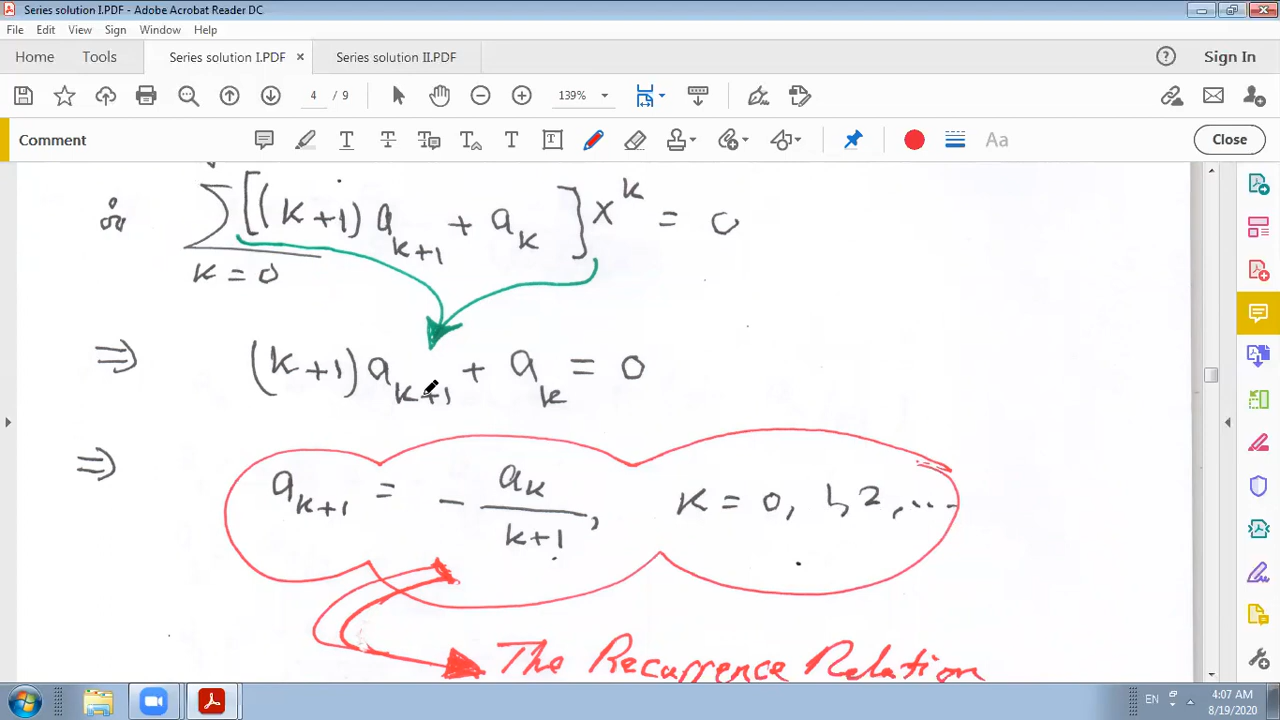 Series solution I.PDF - Adobe Acrobat Reader DC
File Edit View Sign Window Help
Home Tools Series solution I.PDF × Series solution II.PDF Sign In
4 / 9 139%
Comment Aa Close
∑ [(k+1) a_{k+1} + a_k] x^k = 0
k = 0
⇒ (k+1) a_{k+1} + a_k = 0
⇒ a_{k+1} = - a_k / (k+1), k = 0, 1, 2, ...
The Recurrence Relation
EN 4:07 AM
8/19/2020